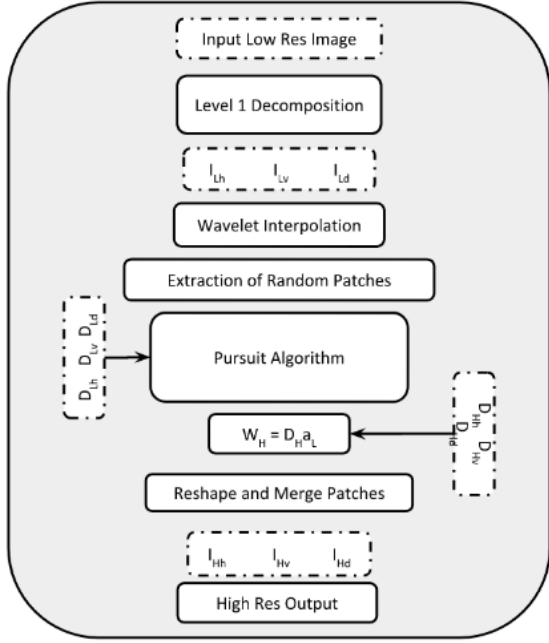 Input Low Res Image
Level 1 Decomposition
I_Lh I_Lv I_Ld
Wavelet Interpolation
Extraction of Random Patches
D_Lh D_Lv D_Ld
Pursuit Algorithm
W_H = D_H a_L
D_Hh D_Hv
D_Hd
Reshape and Merge Patches
I_Hh I_Hv I_Hd
High Res Output